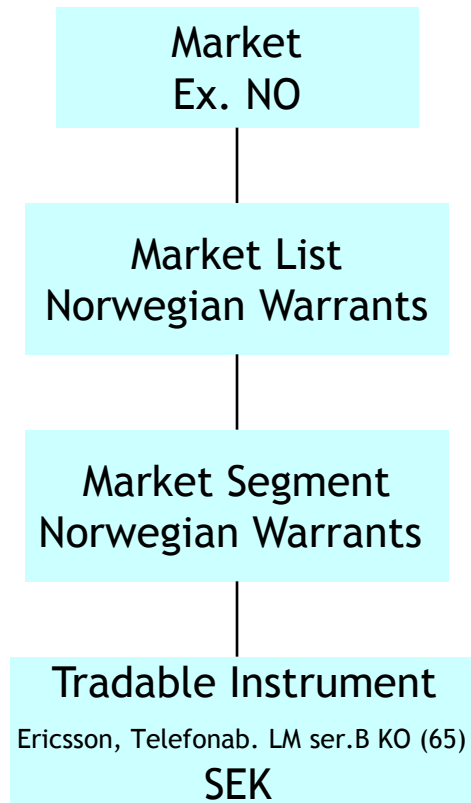 Market
Ex. NO
Market List
Norwegian Warrants
Market Segment
Norwegian Warrants
Tradable Instrument
Ericsson, Telefonab. LM ser.B KO (65)
SEK